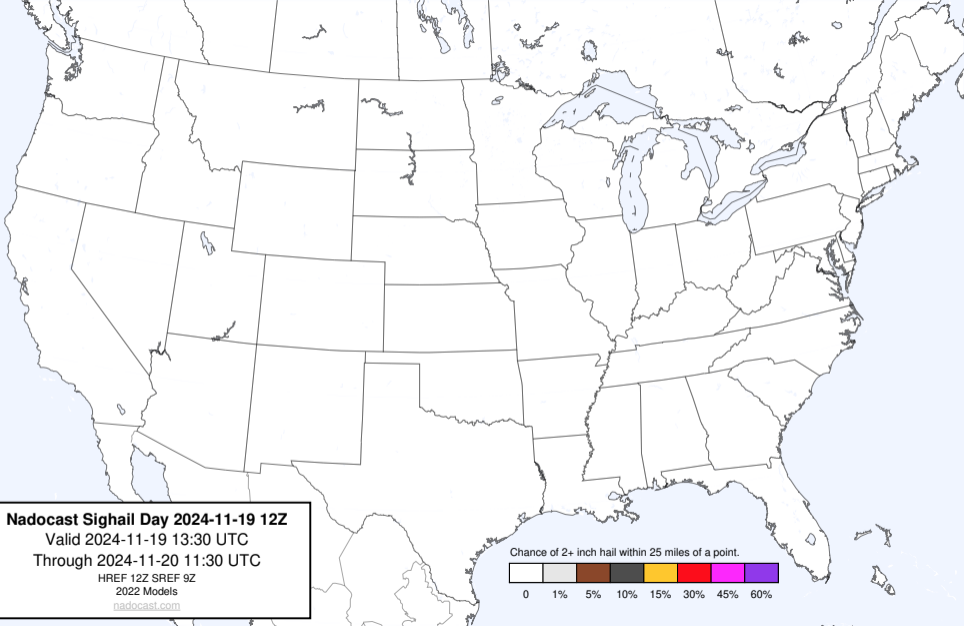 Nadocast Sighail Day 2024-11-19 12Z
Valid 2024-11-19 13:30 UTC
Through 2024-11-20 11:30 UTC
HREF 12Z SREF 9Z
2022 Models
nadocast.com
Chance of 2+ inch hail within 25 miles of a point.
0 1% 5% 10% 15% 30% 45% 60%